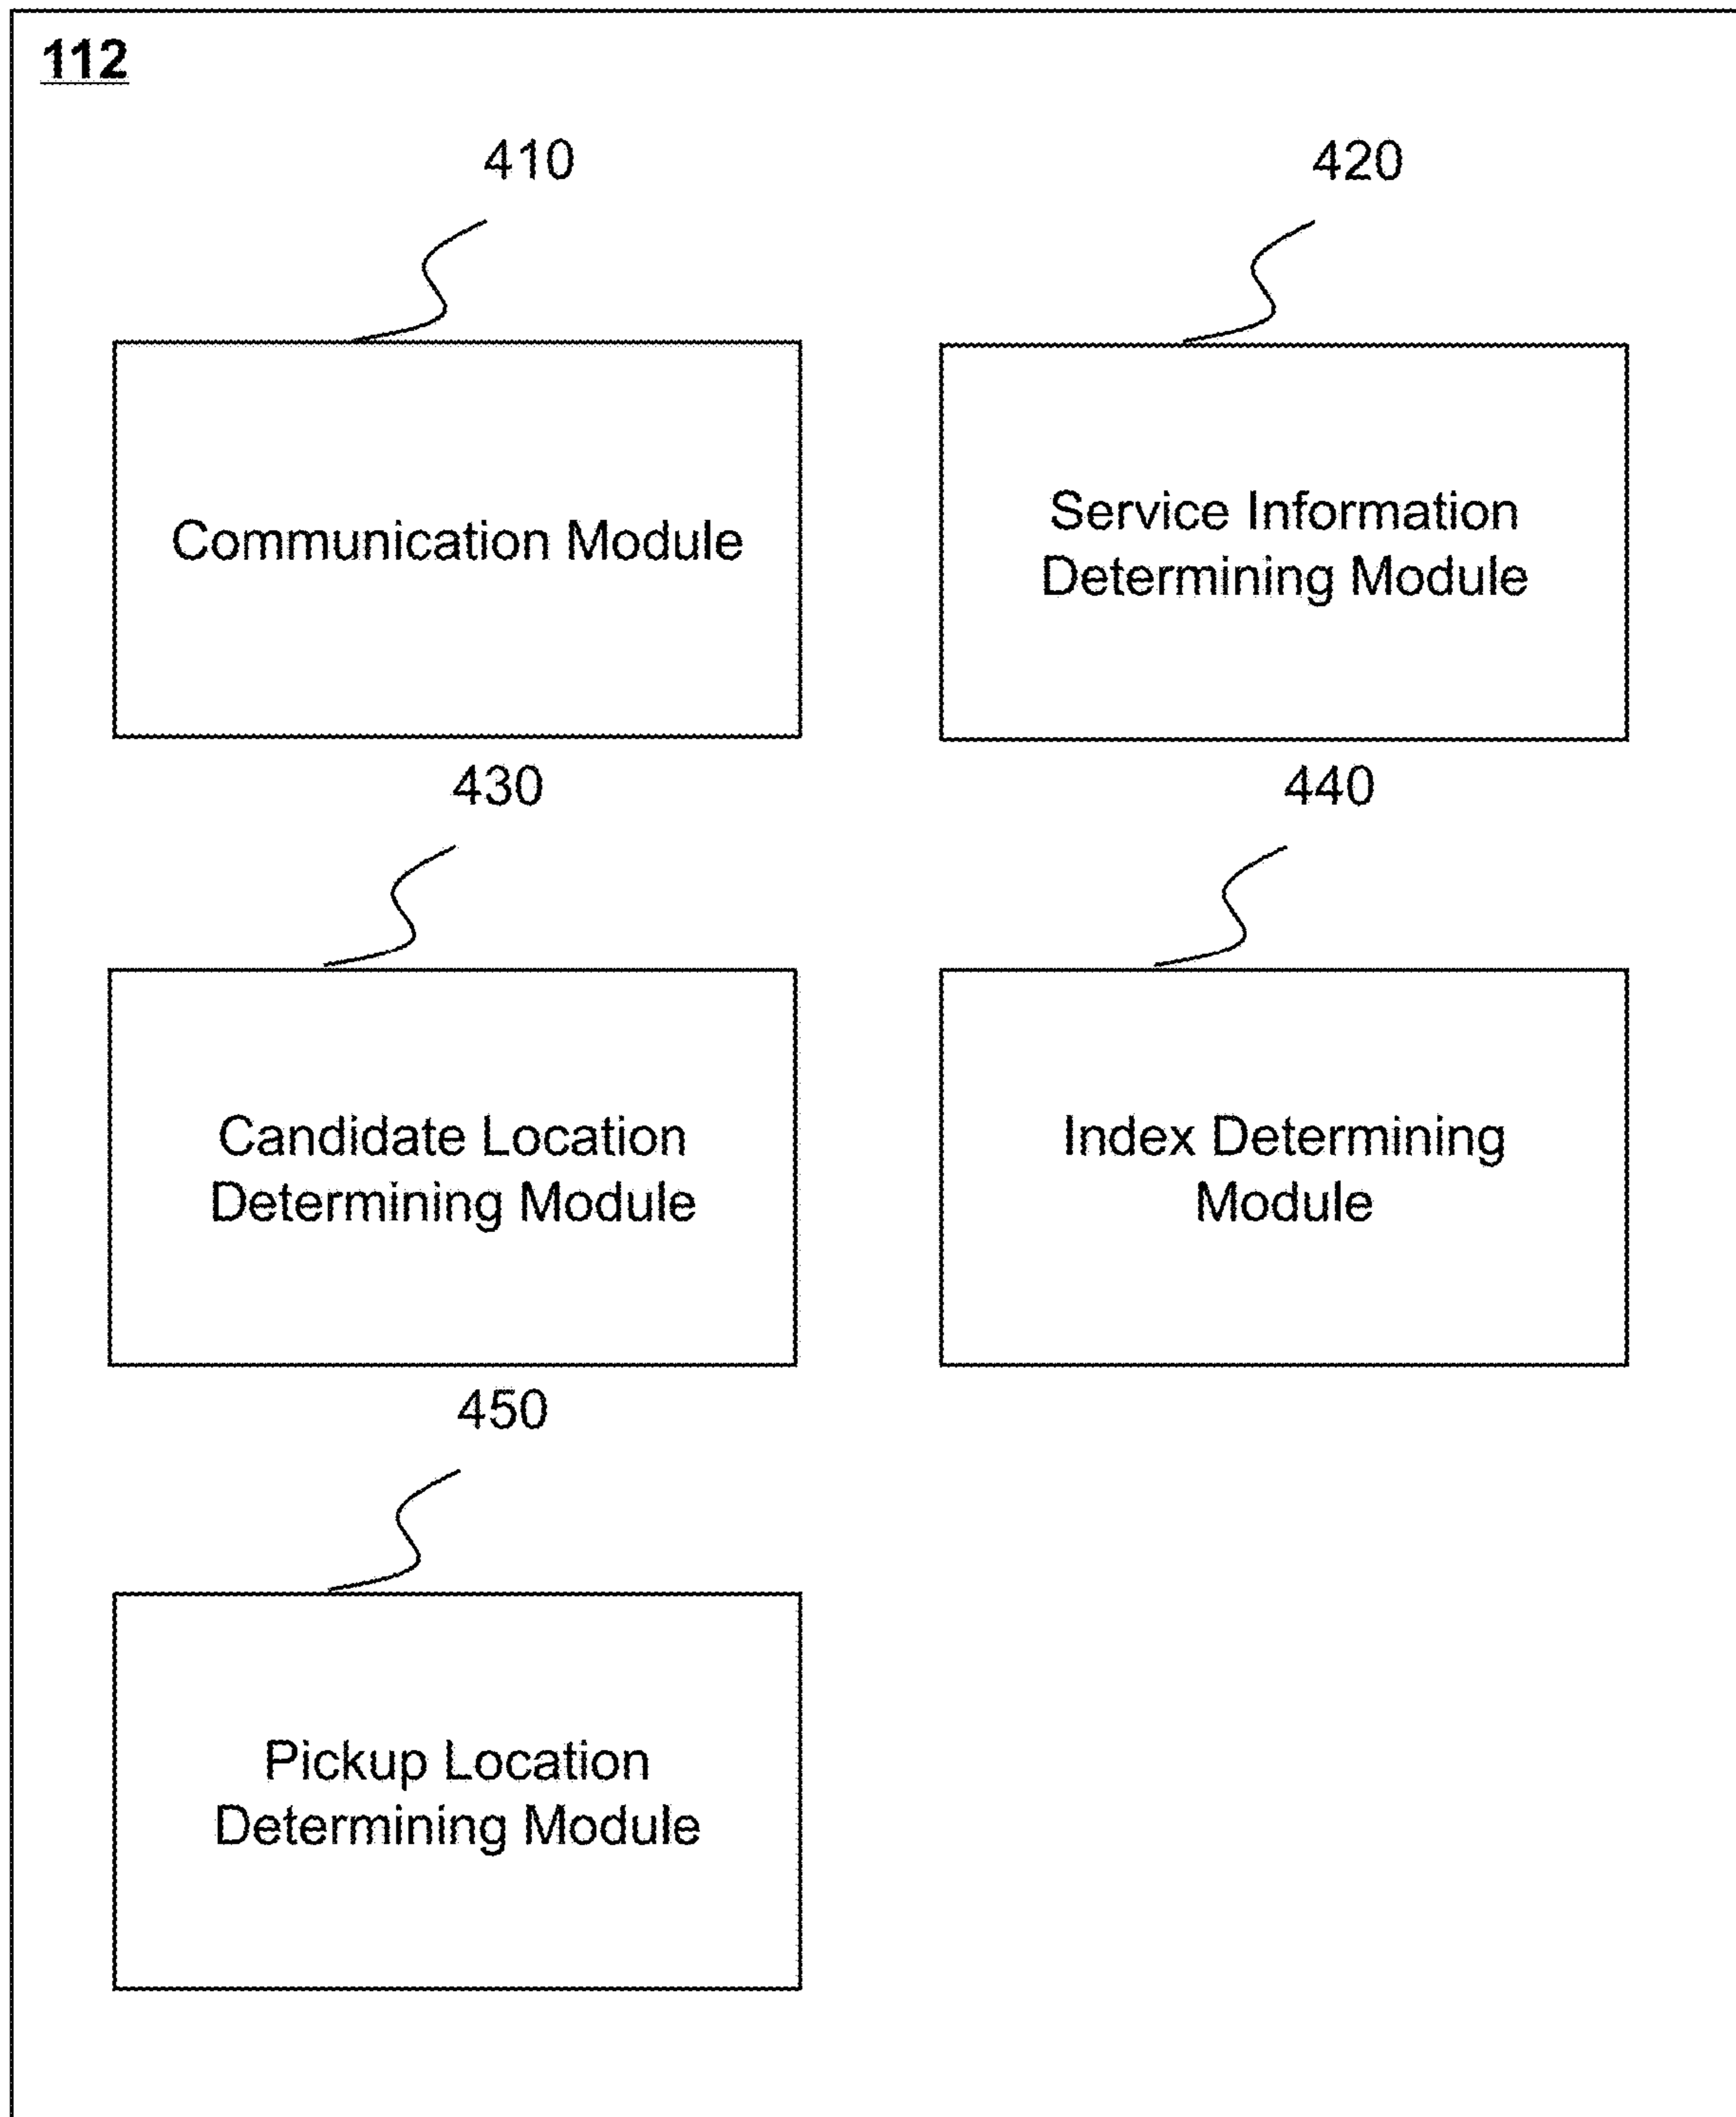 112
410
420
Communication Module
Service Information
Determining Module
430
440
Candidate Location
Determining Module
Index Determining
Module
450
Pickup Location
Determining Module